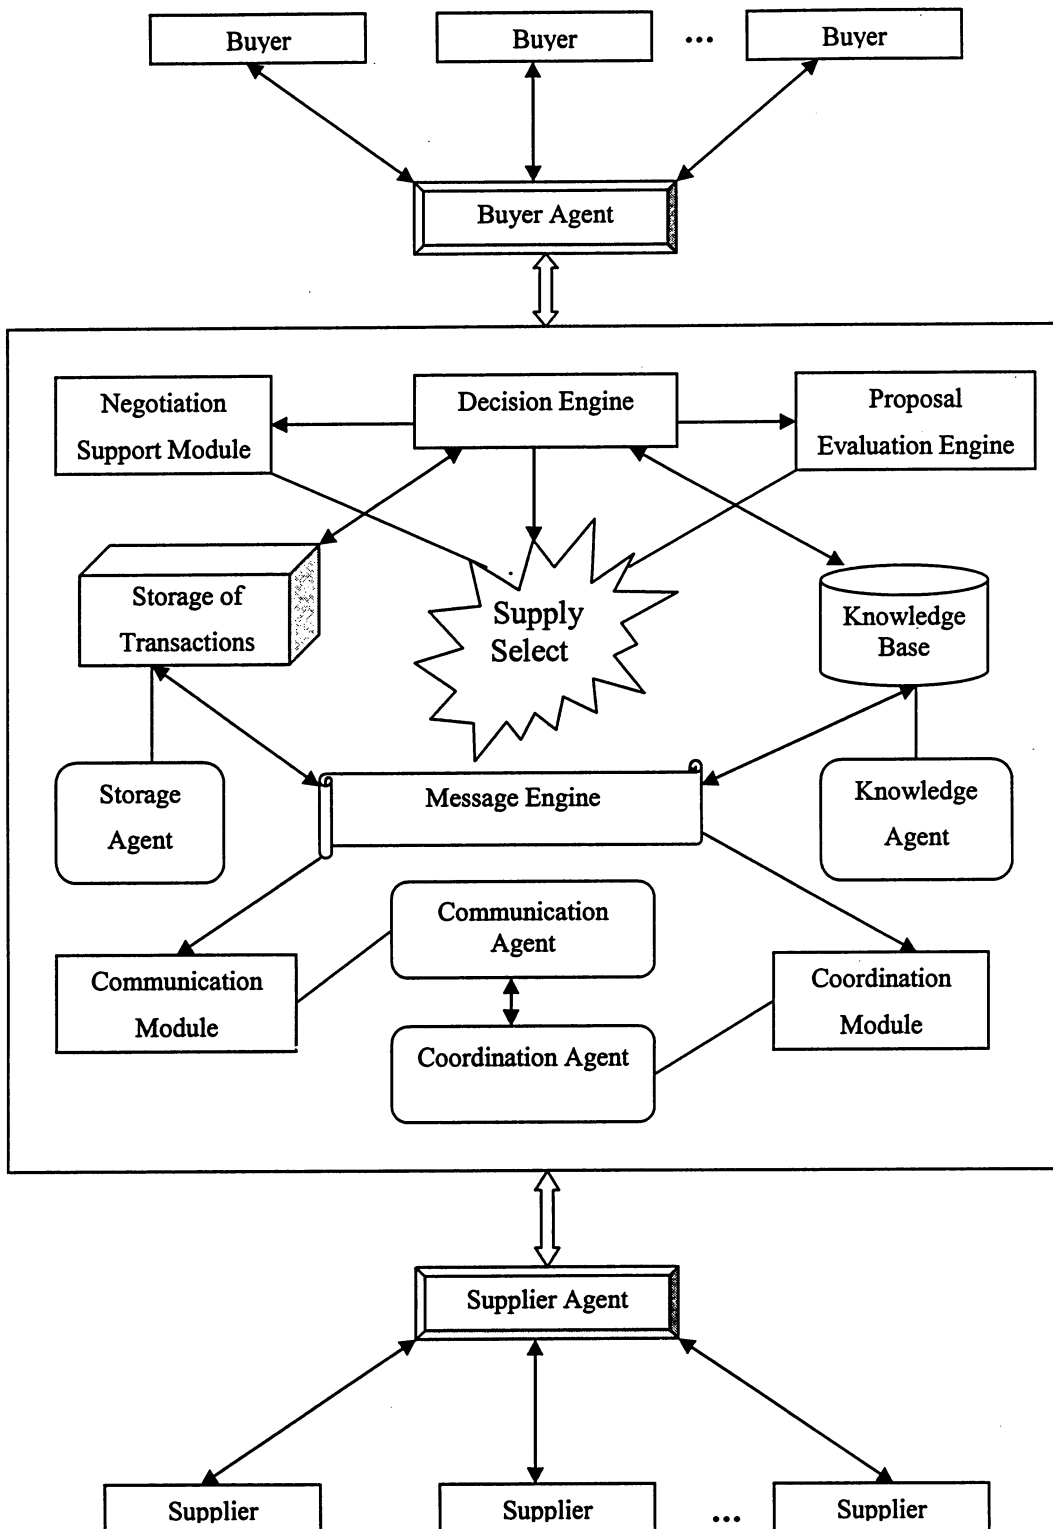 Buyer
Buyer
...
Buyer
Buyer Agent
Negotiation
Support Module
Decision Engine
Proposal
Evaluation Engine
Storage of
Transactions
Supply
Select
Knowledge
Base
Storage
Agent
Message Engine
Knowledge
Agent
Communication
Agent
Communication
Module
Coordination
Module
Coordination Agent
Supplier Agent
Supplier
Supplier
...
Supplier